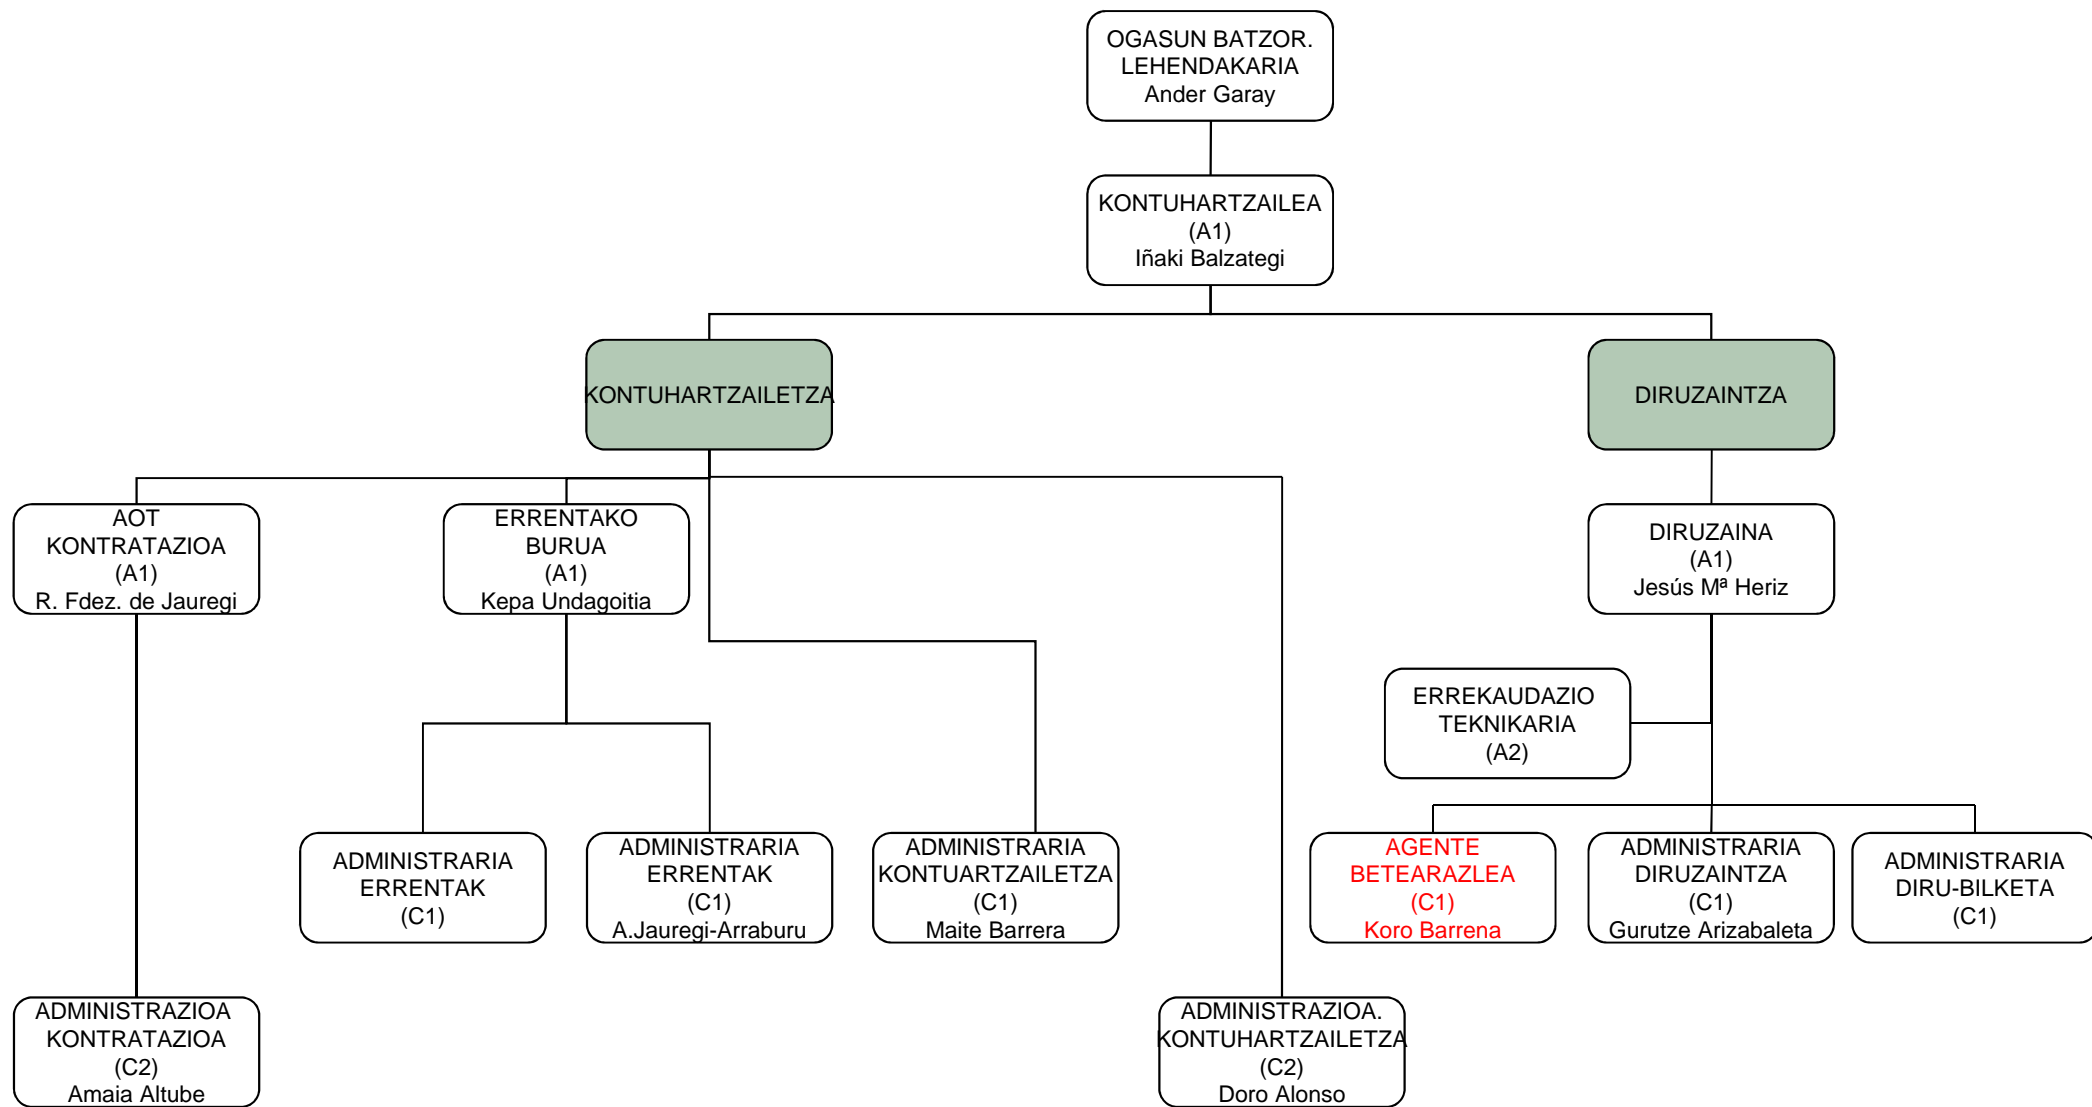 OGASUN BATZOR.
LEHENDAKARIA
Ander Garay
KONTUHARTZAILEA
(A1)
Iñaki Balzategi
KONTUHARTZAILETZA
DIRUZAINTZA
AOT
KONTRATAZIOA
(A1)
R. Fdez. de Jauregi
ERRENTAKO
BURUA
(A1)
Kepa Undagoitia
DIRUZAINA
(A1)
Jesús Mª Heriz
ERREKAUDAZIO
TEKNIKARIA
(A2)
ADMINISTRARIA
ERRENTAK
(C1)
ADMINISTRARIA
ERRENTAK
(C1)
A.Jauregi-Arraburu
ADMINISTRARIA
KONTUARTZAILETZA
(C1)
Maite Barrera
AGENTE
BETEARAZLEA
(C1)
Koro Barrena
ADMINISTRARIA
DIRUZAINTZA
(C1)
Gurutze Arizabaleta
ADMINISTRARIA
DIRU-BILKETA
(C1)
ADMINISTRAZIOA
KONTRATAZIOA
(C2)
Amaia Altube
ADMINISTRAZIOA.
KONTUHARTZAILETZA
(C2)
Doro Alonso